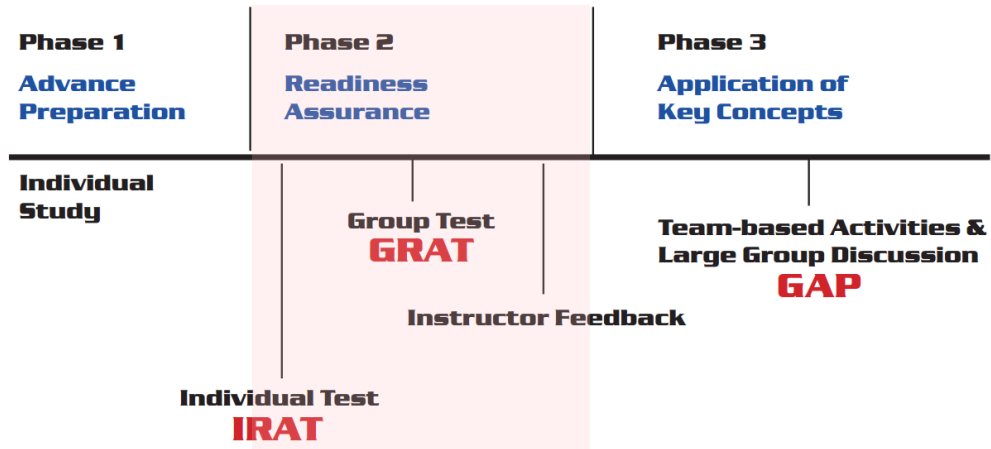 Phase 1
Advance
Preparation
Individual
Study
Phase 2
Readiness
Assurance
Individual Test
IRAT
Group Test
GRAT
Instructor Feedback
Phase 3
Application of
Key Concepts
Team-based Activities &
Large Group Discussion
GAP